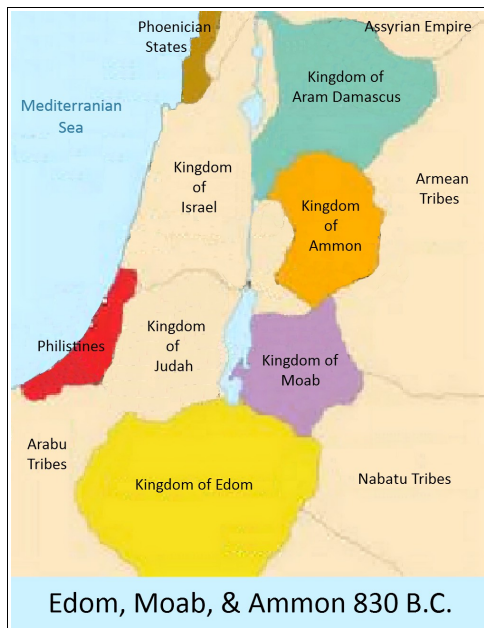 Phoenician
States
Assyrian Empire
Kingdom of
Aram Damascus
Mediterranian
Sea
Kingdom
of
Israel
Armean
Tribes
Kingdom
of
Ammon
Philistines
Kingdom
of
Judah
Kingdom of
Moab
Arabu
Tribes
Kingdom of Edom
Nabatu Tribes
Edom, Moab, & Ammon 830 B.C.